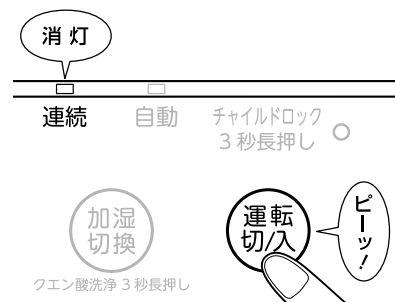 消灯
連続
自動
チャイルドロック
3秒長押し
加湿
切換
運転
切/入
ピーッ!
クエン酸洗浄 3秒長押し